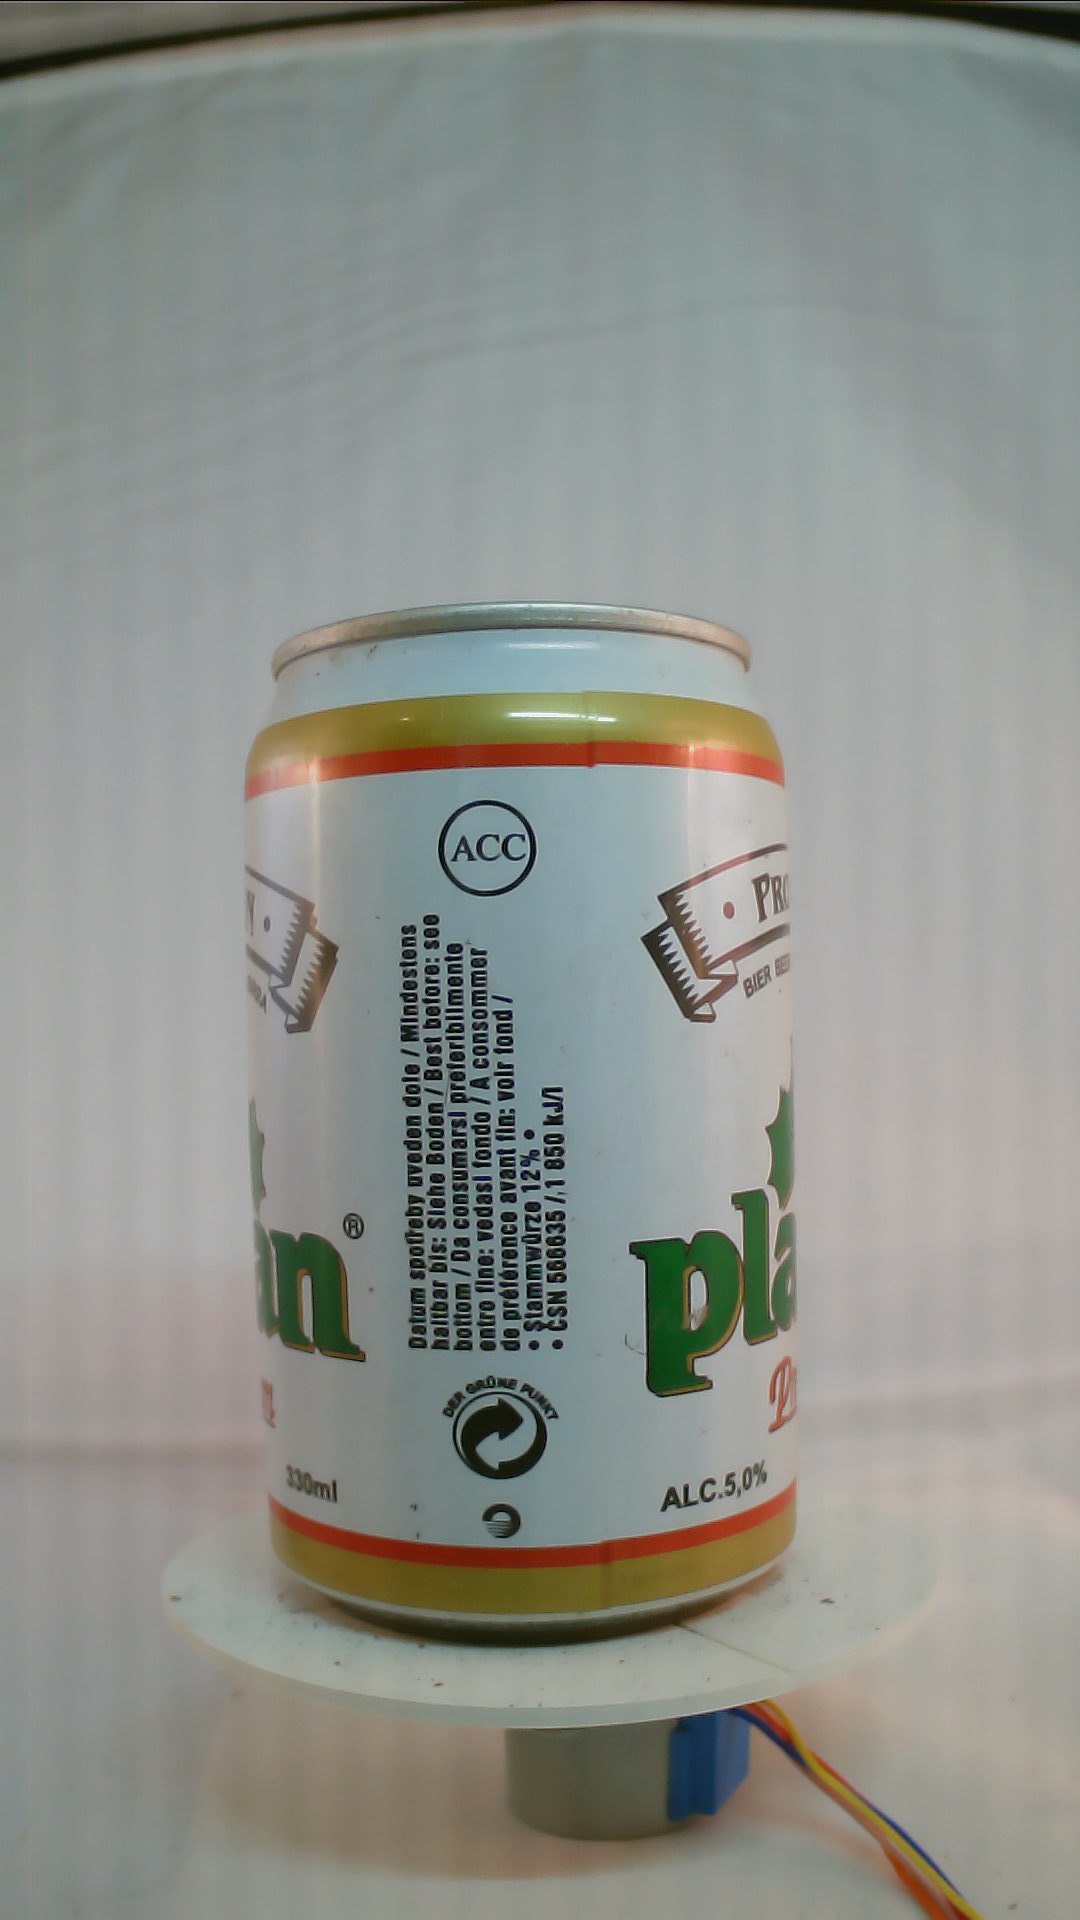 ACC
PRO
BIER BEE
Datum spotřeby uveden dole / Mindestens
haltbar bis: Siehe Boden / Best before: see
bottom / Da consumarsi preferibilmente
entro fine: vedasi fondo / A consommer
de préférence avant fin: voir fond /
• Stammwürze 12% •
• ČSN 566635 / 1 850 kJ/l
an®
pla
DER GRÜNE PUNKT
330ml
ALC.5,0%